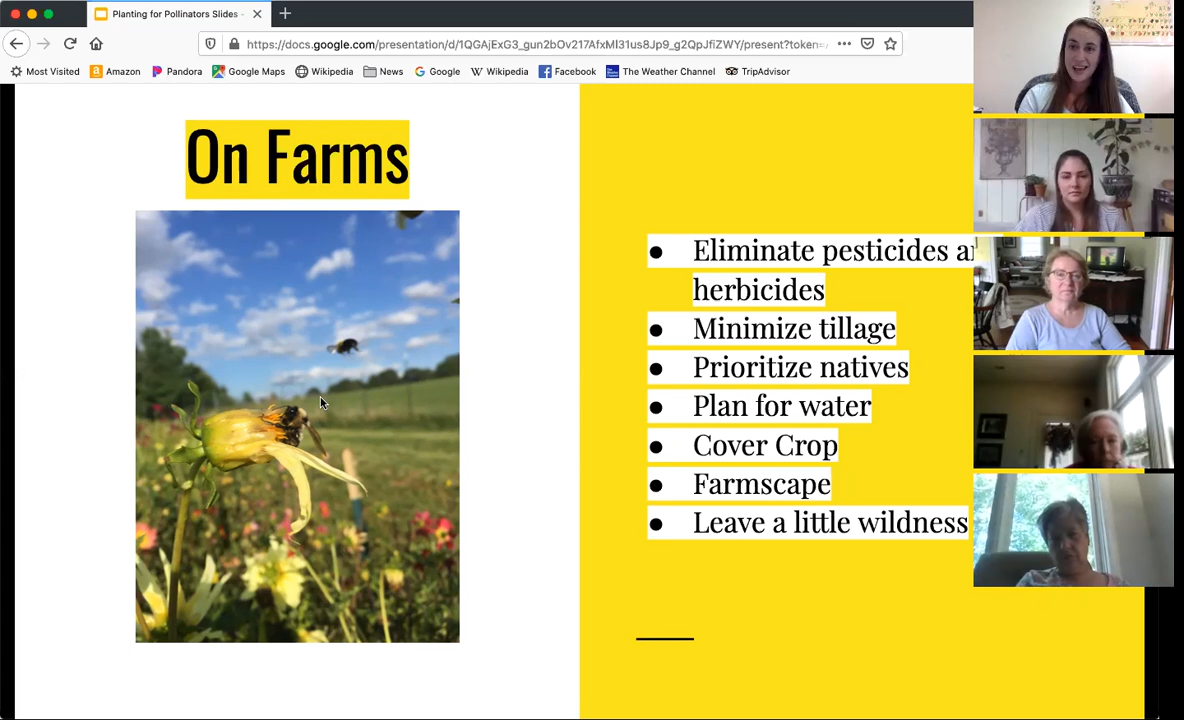 Planting for Pollinators Slides -
https://docs.google.com/presentation/d/1QGAjExG3_gun2bOv217AfxMl31us8Jp9_g2QpJfiZWY/present?token=
Most Visited Amazon Pandora Google Maps Wikipedia News Google Wikipedia Facebook The Weather Channel TripAdvisor
On Farms
● Eliminate pesticides
herbicides
● Minimize tillage
● Prioritize natives
● Plan for water
● Cover Crop
● Farmscape
● Leave a little wildness